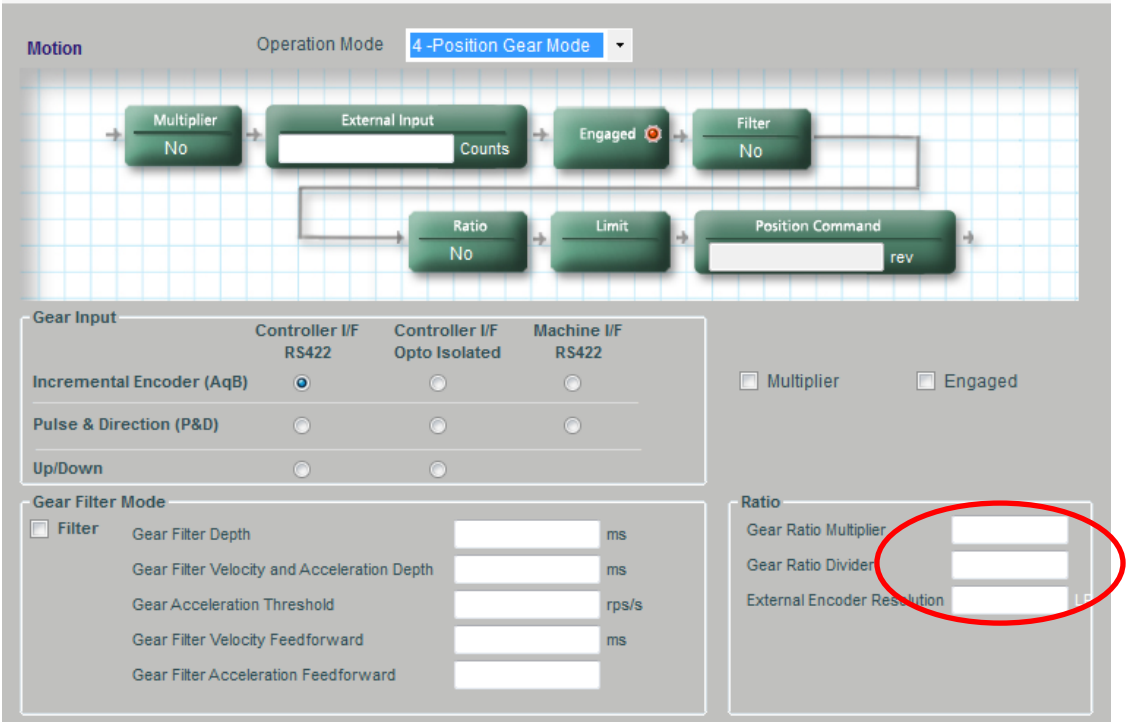 Motion Operation Mode 4 -Position Gear Mode
Multiplier External Input Engaged Filter
No Counts No
Ratio Limit Position Command
No rev
Gear Input
Controller I/F Controller I/F Machine I/F
RS422 Opto Isolated RS422
Incremental Encoder (AqB)
Multiplier Engaged
Pulse & Direction (P&D)
Up/Down
Gear Filter Mode
Filter
Gear Filter Depth ms
Gear Filter Velocity and Acceleration Depth ms
Gear Acceleration Threshold rps/s
Gear Filter Velocity Feedforward ms
Gear Filter Acceleration Feedforward
Ratio
Gear Ratio Multiplier
Gear Ratio Divider
External Encoder Resolution